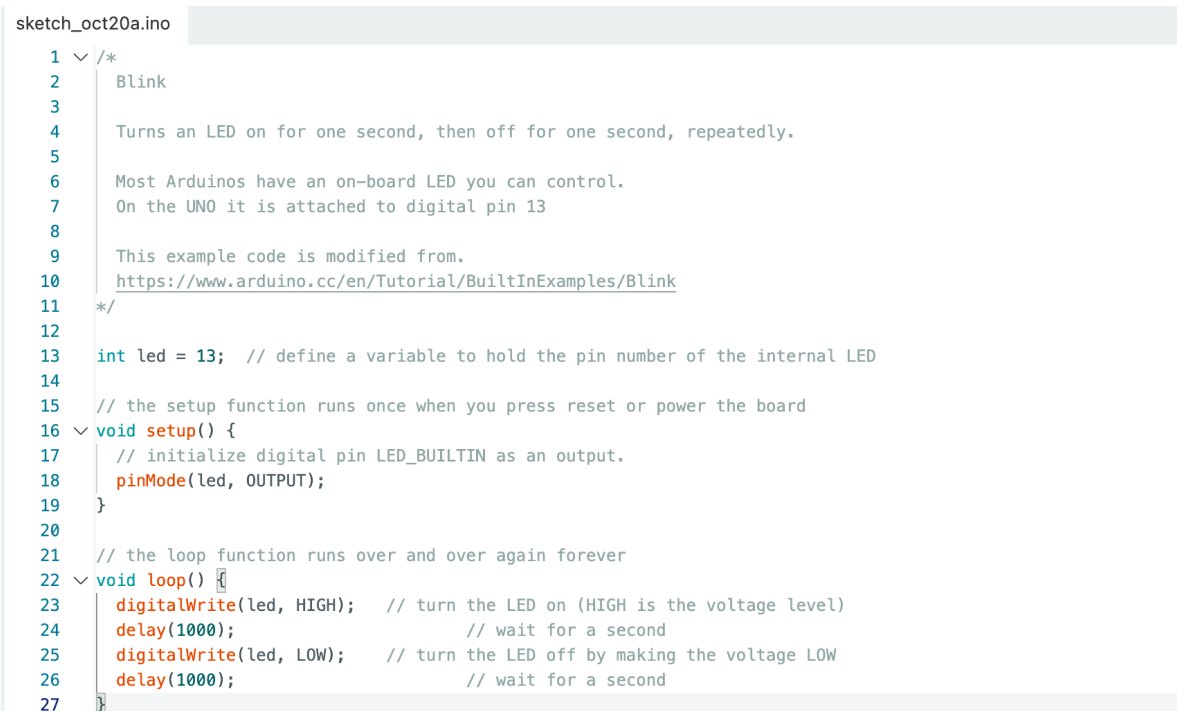 sketch_oct20a.ino
1 /*
2 Blink
3
4 Turns an LED on for one second, then off for one second, repeatedly.
5
6 Most Arduinos have an on-board LED you can control.
7 On the UNO it is attached to digital pin 13
8
9 This example code is modified from.
10 https://www.arduino.cc/en/Tutorial/BuiltInExamples/Blink
11 */
12
13 int led = 13;  // define a variable to hold the pin number of the internal LED
14
15 // the setup function runs once when you press reset or power the board
16 void setup() {
17   // initialize digital pin LED_BUILTIN as an output.
18   pinMode(led, OUTPUT);
19 }
20
21 // the loop function runs over and over again forever
22 void loop() {
23   digitalWrite(led, HIGH);   // turn the LED on (HIGH is the voltage level)
24   delay(1000);                       // wait for a second
25   digitalWrite(led, LOW);    // turn the LED off by making the voltage LOW
26   delay(1000);                       // wait for a second
27 }